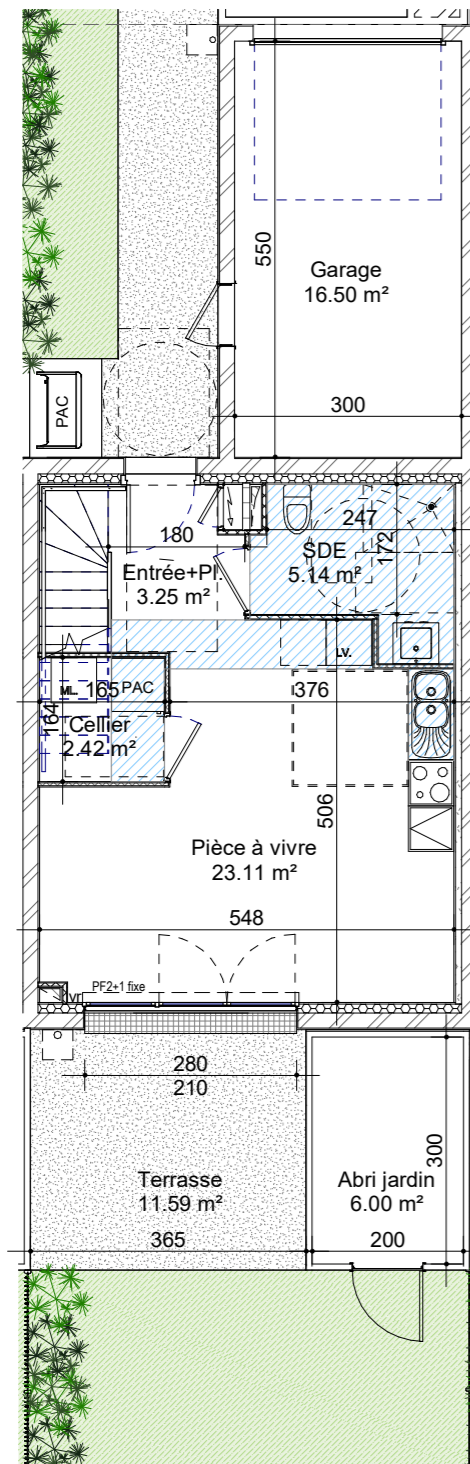 550
Garage
16.50 m²
300
PAC
180
247
SDE
5.14 m²
172
Entrée+Pl.
3.25 m²
LV.
ML.
165
PAC
376
164
Cellier
2.42 m²
506
Pièce à vivre
23.11 m²
548
PF2+1 fixe
vr
280
210
Terrasse
11.59 m²
Abri jardin
6.00 m²
300
365
200